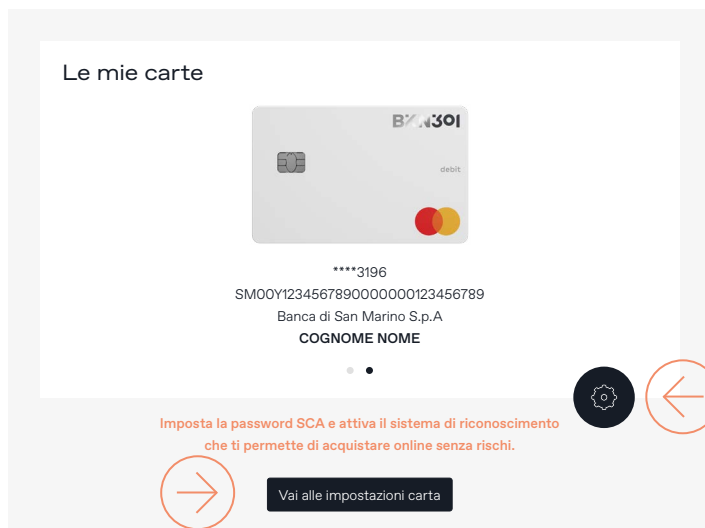 Le mie carte
BKN301
debit
****3196
SM00Y1234567890000000123456789
Banca di San Marino S.p.A
COGNOME NOME
Imposta la password SCA e attiva il sistema di riconoscimento
che ti permette di acquistare online senza rischi.
Vai alle impostazioni carta